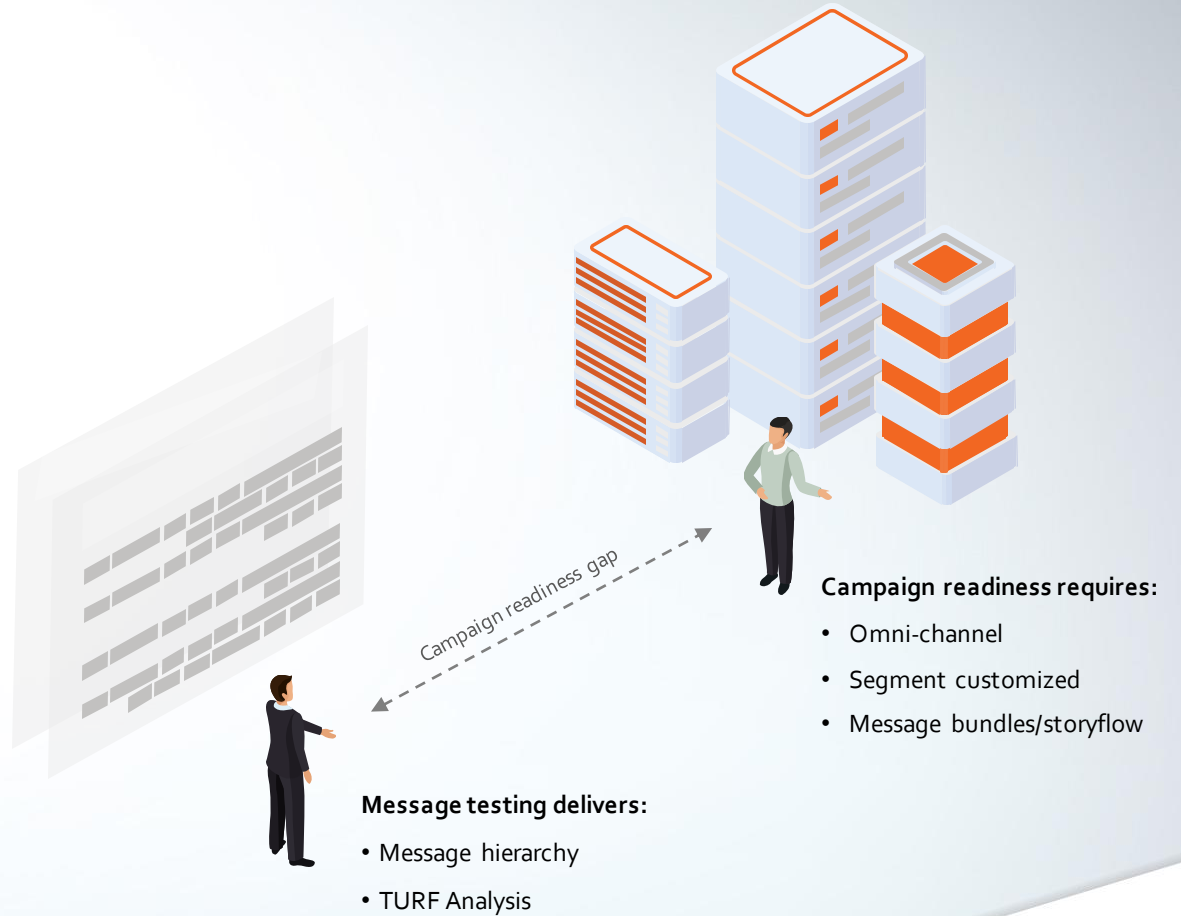 Campaign readiness gap
Campaign readiness requires:
• Omni-channel
• Segment customized
• Message bundles/storyflow
Message testing delivers:
• Message hierarchy
• TURF Analysis